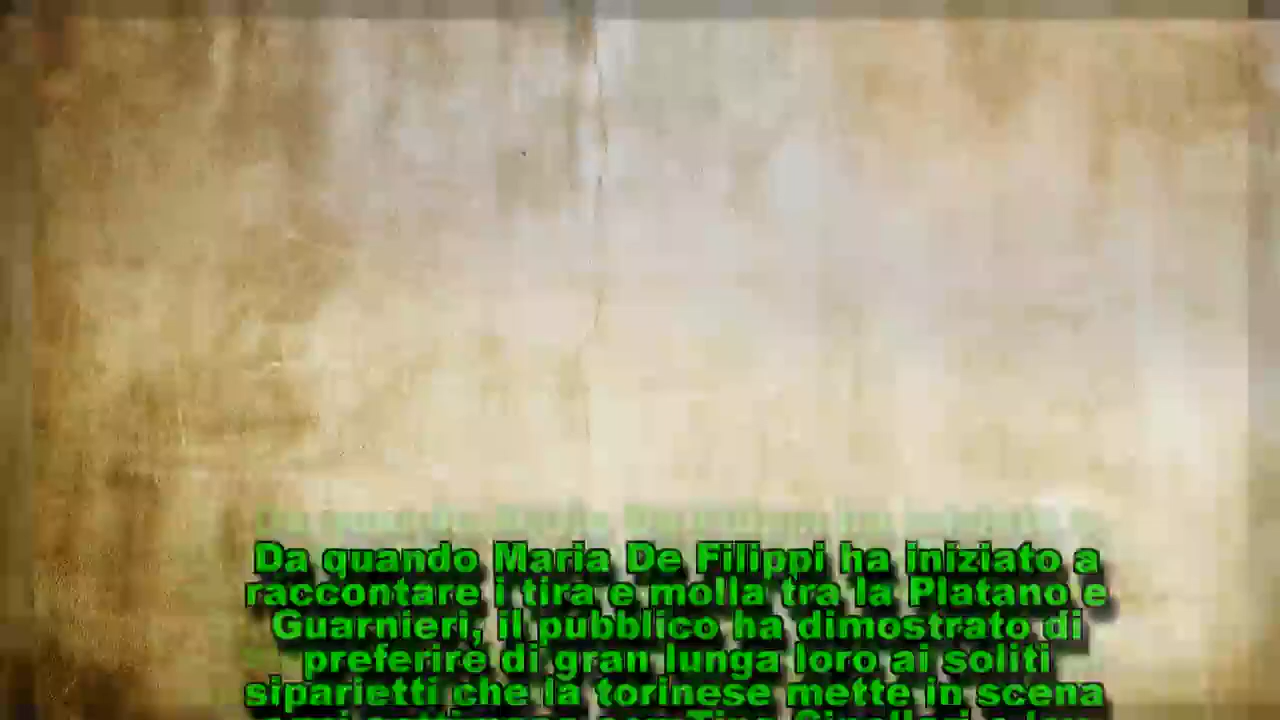 Da quando Maria De Filippi ha iniziato a
raccontare i tira e molla tra la Platano e
Guarnieri, il pubblico ha dimostrato di
preferire di gran lunga loro ai soliti
siparietti che la torinese mette in scena